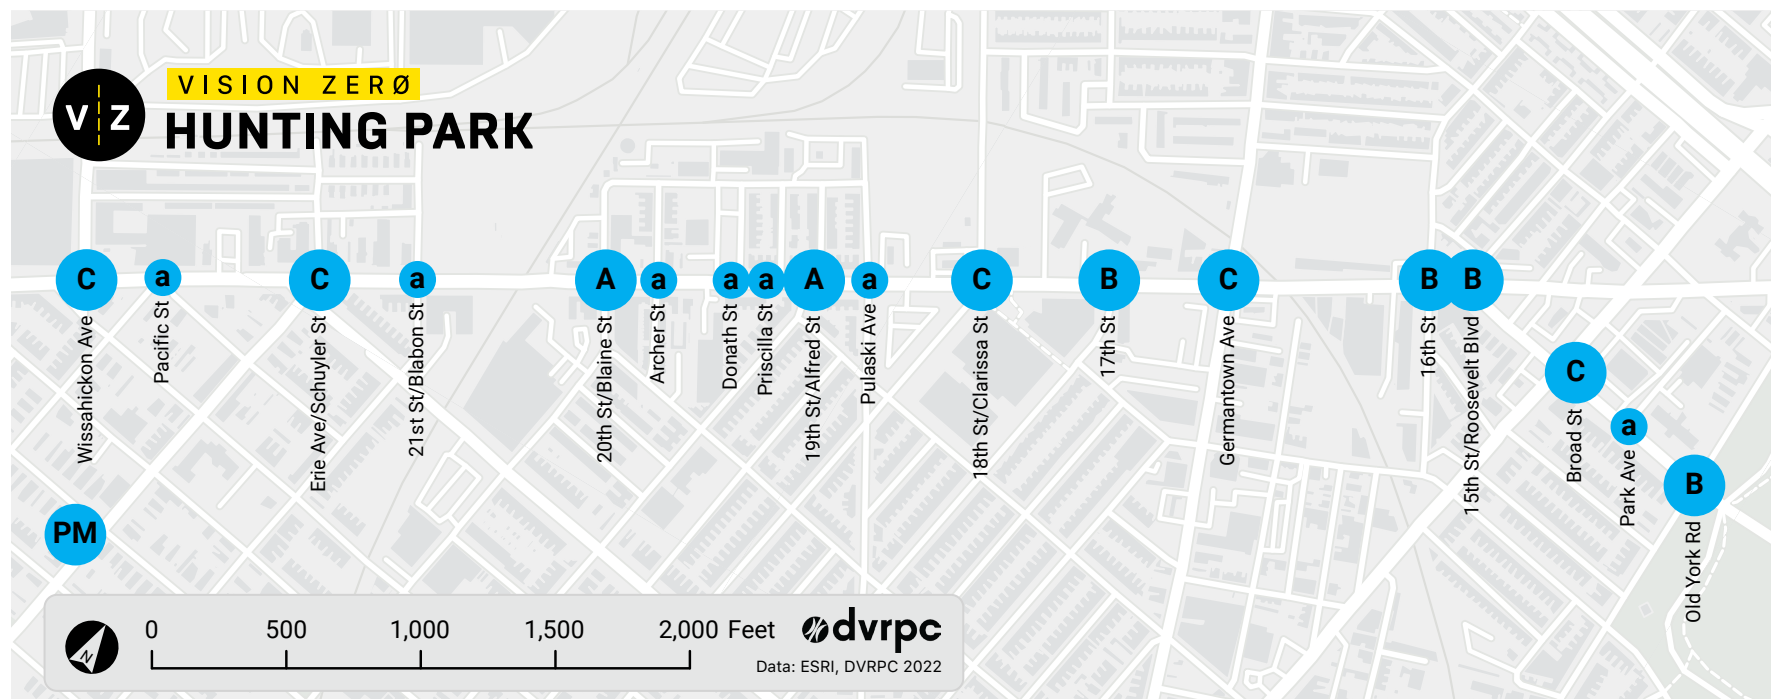 V Z
VISION ZERØ
HUNTING PARK
C
a
C
a
A
a
a
a
A
a
C
B
C
B
B
C
a
B
PM
Wissahickon Ave
Pacific St
Erie Ave/Schuyler St
21st St/Blabon St
20th St/Blaine St
Archer St
Donath St
Priscilla St
19th St/Alfred St
Pulaski Ave
18th St/Clarissa St
17th St
Germantown Ave
16th St
15th St/Roosevelt Blvd
Broad St
Park Ave
Old York Rd
N
0 500 1,000 1,500 2,000 Feet
dvrpc
Data: ESRI, DVRPC 2022